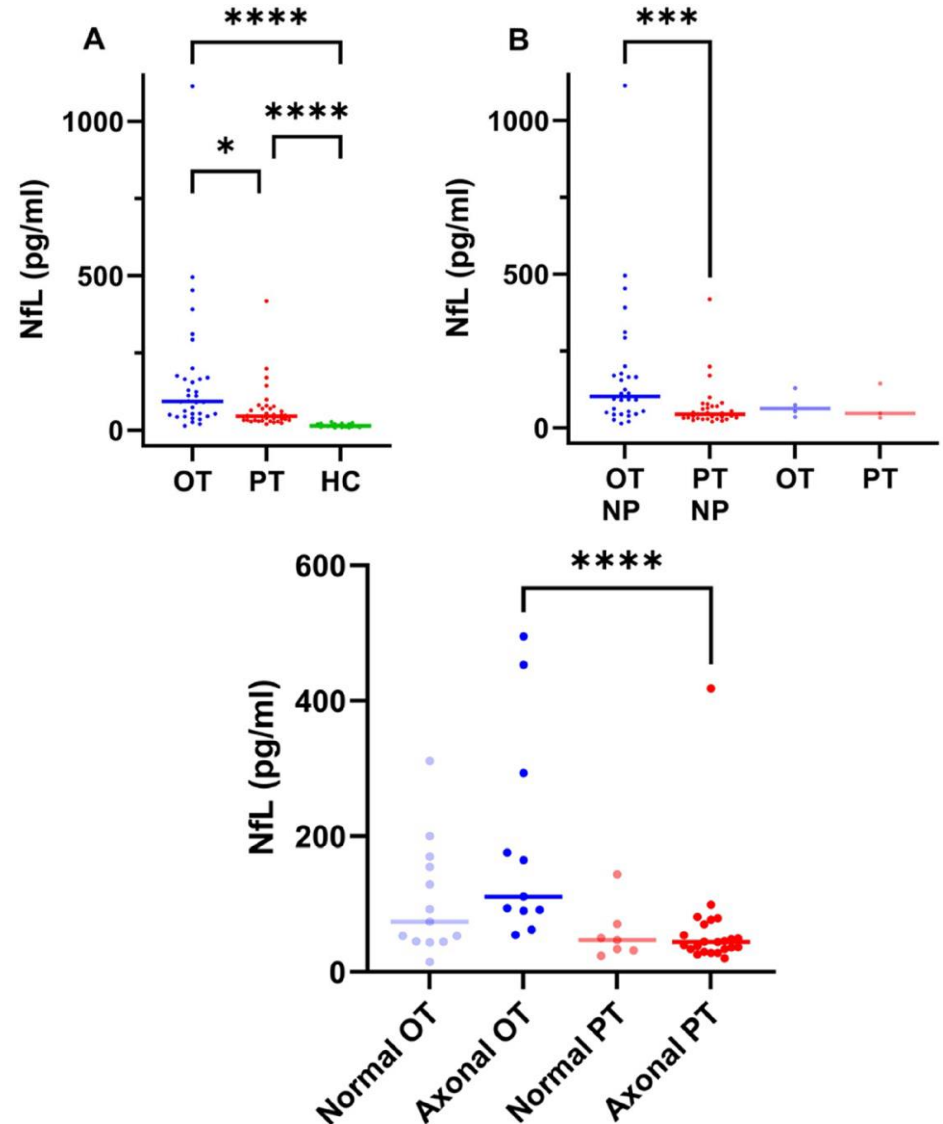 A
****
****
*
NfL (pg/ml)
1000
500
0
OT PT HC
B
***
NfL (pg/ml)
1000
500
0
OT NP
PT NP
OT
PT
****
NfL (pg/ml)
600
400
200
0
Normal OT
Axonal OT
Normal PT
Axonal PT